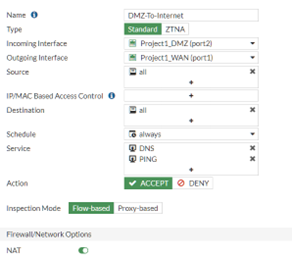 Name DMZ-To-Internet
Type Standard ZTNA
Incoming Interface Project1_DMZ (port2)
Outgoing Interface Project1_WAN (port1)
Source all
+
IP/MAC Based Access Control +
Destination all
+
Schedule always
Service DNS
PING
+
Action ACCEPT DENY
Inspection Mode Flow-based Proxy-based
Firewall/Network Options
NAT